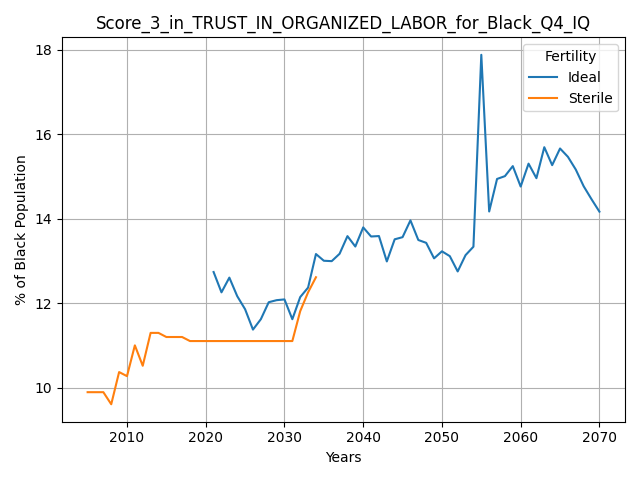 Score_3_in_TRUST_IN_ORGANIZED_LABOR_for_Black_Q4_IQ
Fertility
Ideal
Sterile
% of Black Population
18
16
14
12
10
2010 2020 2030 2040 2050 2060 2070
Years